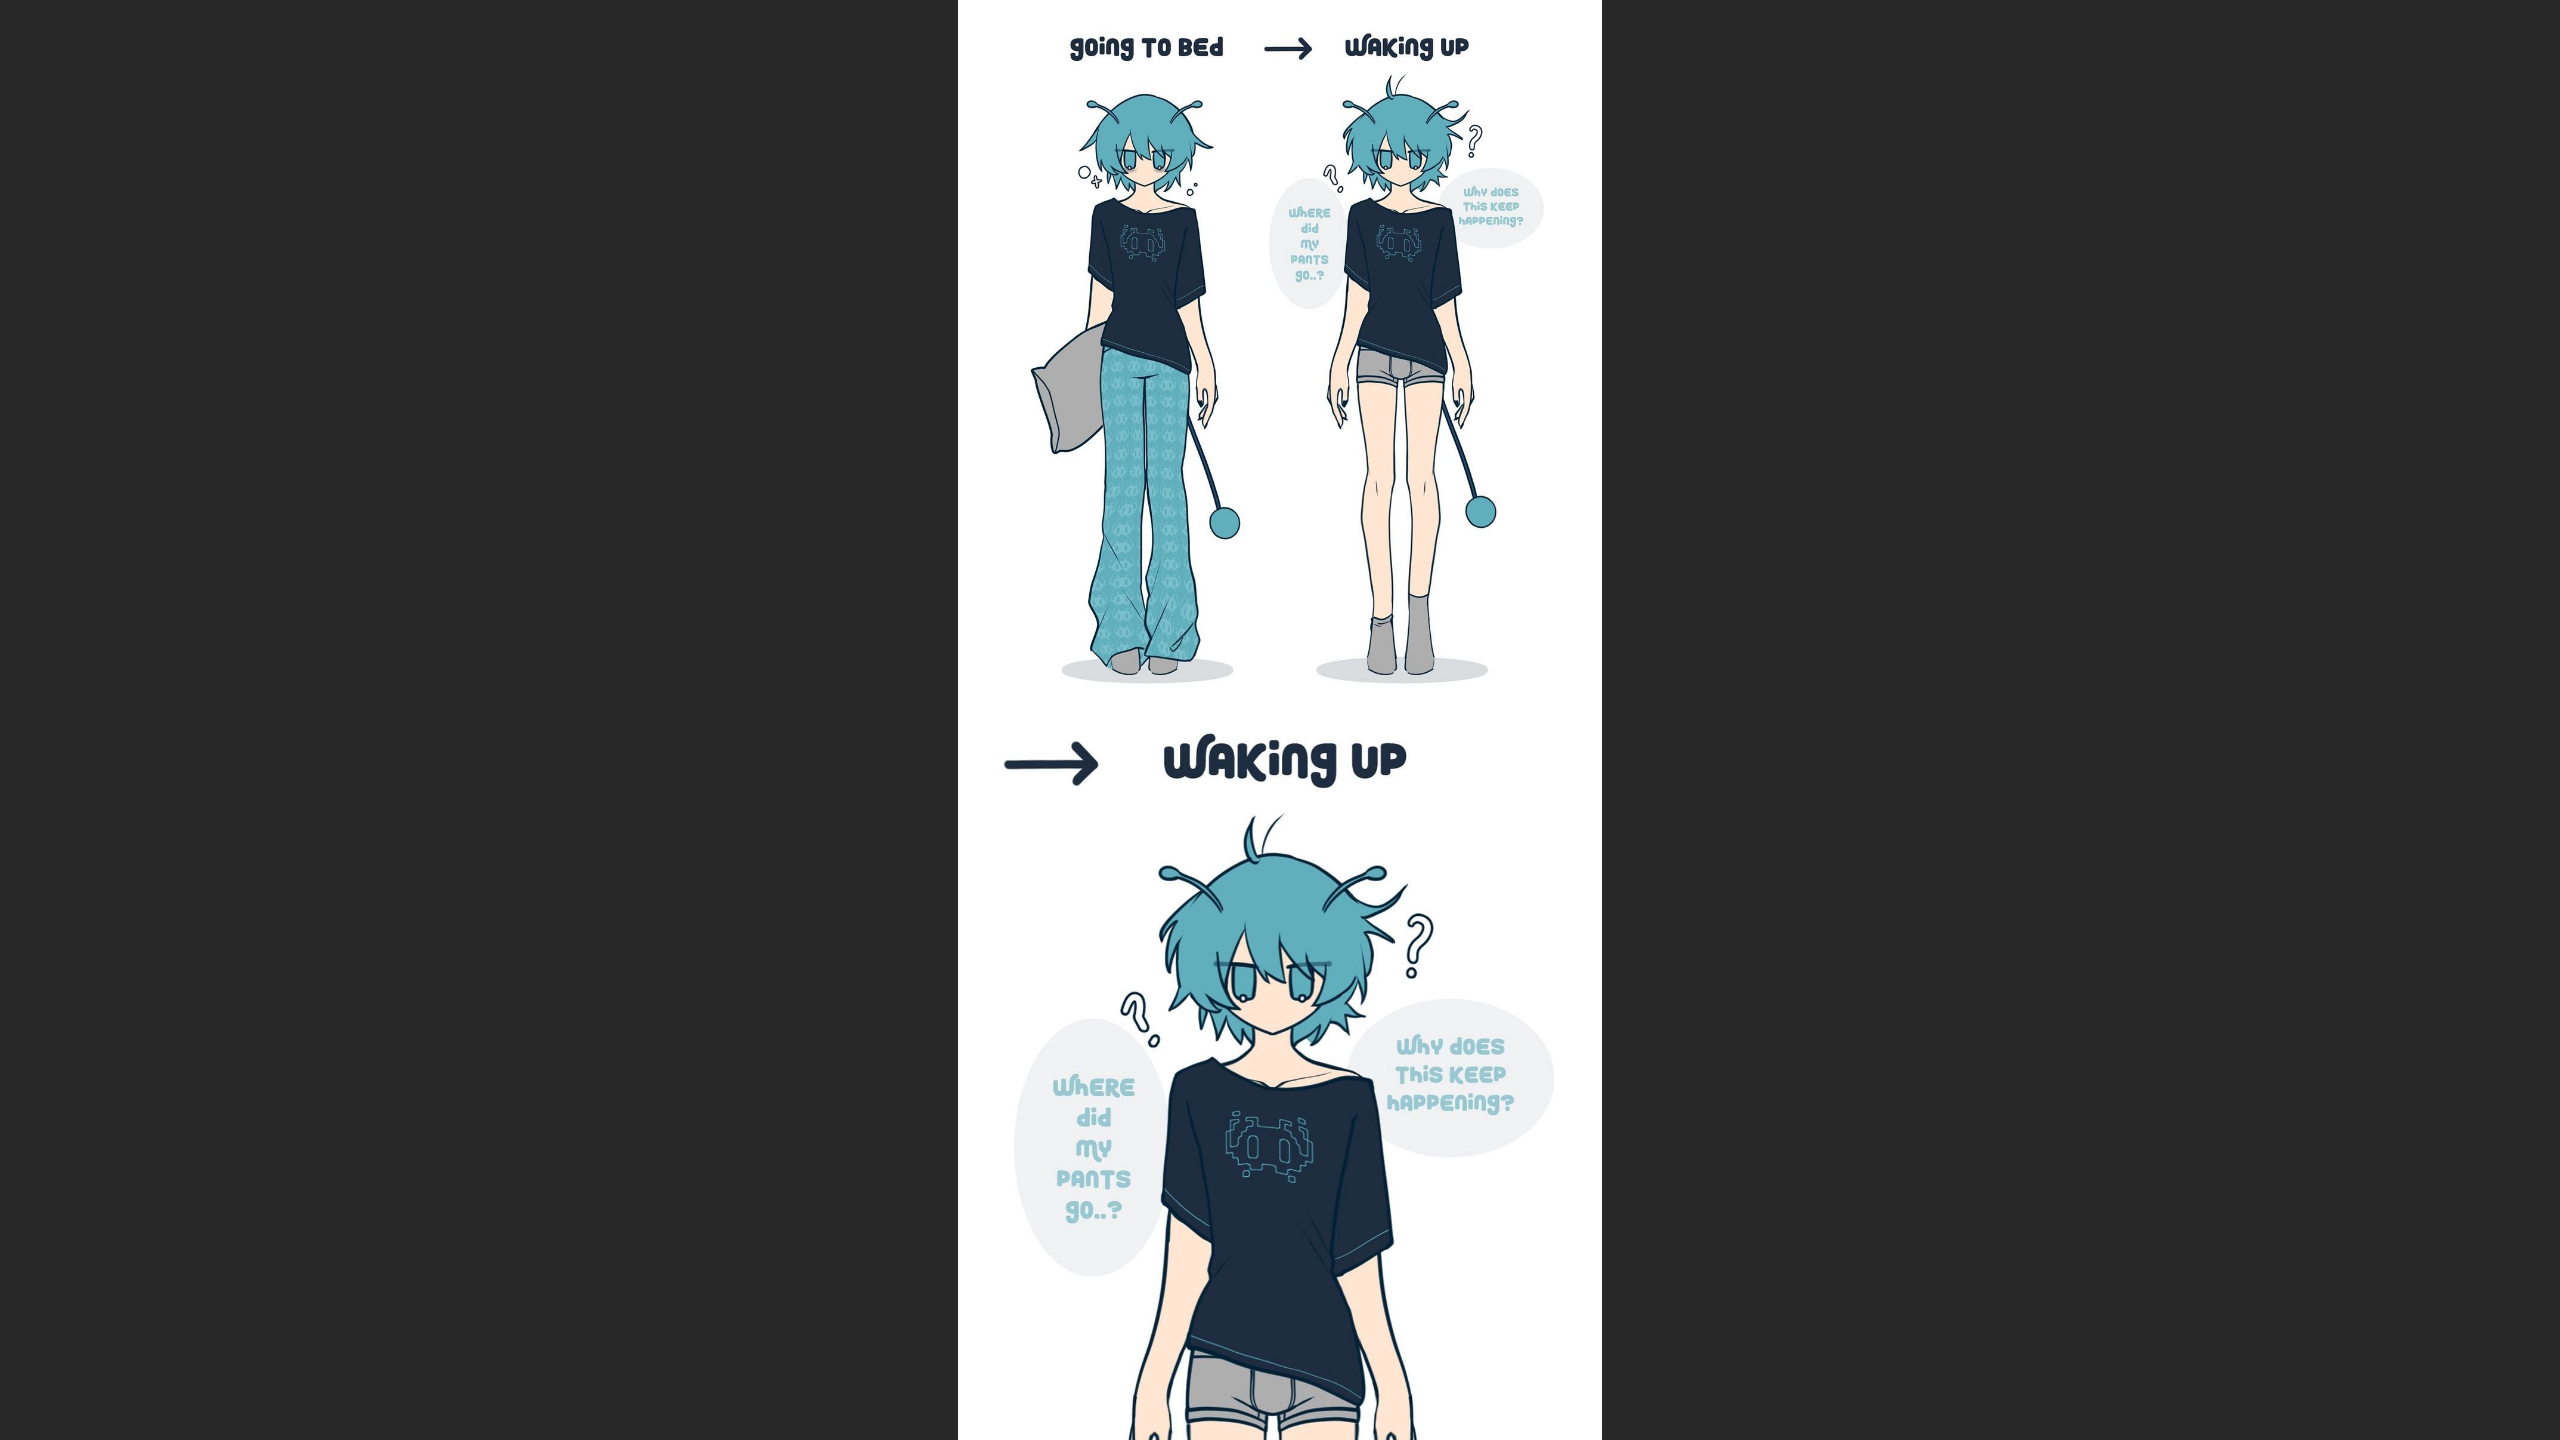 going TO BEd → WAKing UP
WhERE
did
MY
PANTS
go..?
Why doES
This KEEP
hAPPEning?
→ WAKing UP
WhERE
did
MY
PANTS
go..?
Why doES
This KEEP
hAPPEning?